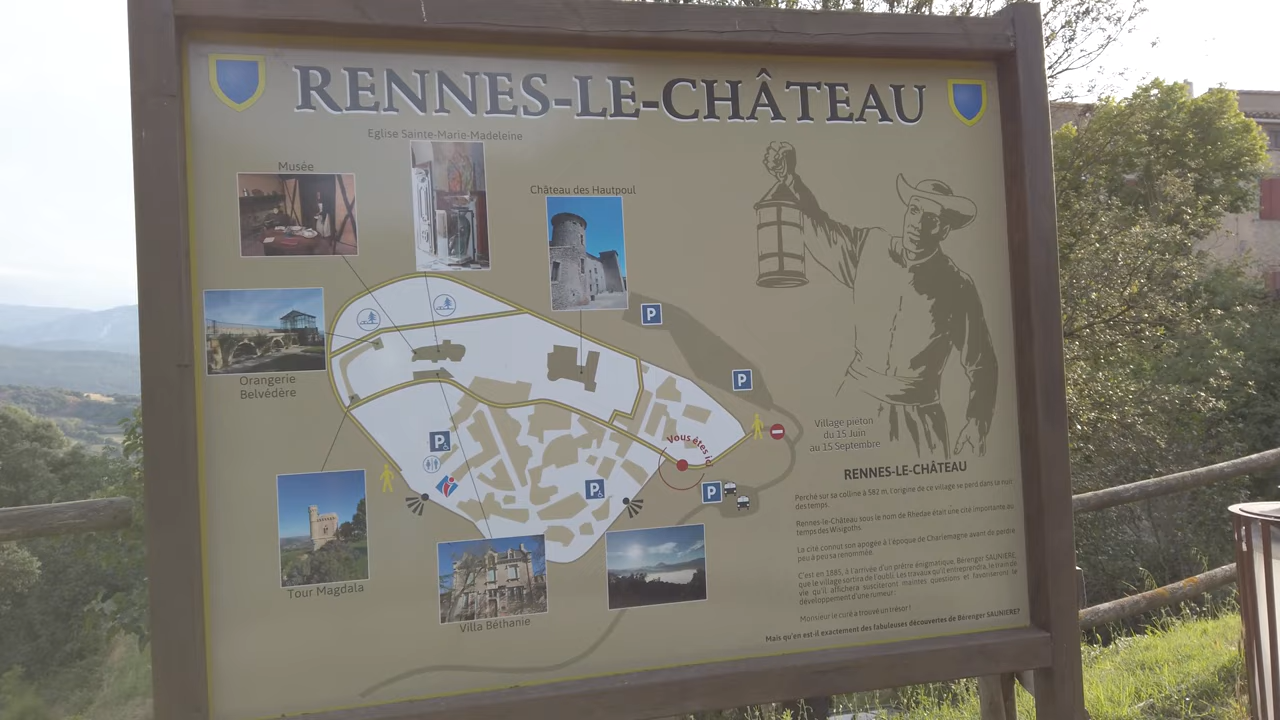 RENNES-LE-CHÂTEAU
Eglise Sainte-Marie-Madeleine
Musée
Château des Hautpoul
P
P
Orangerie
Belvédère
Village piéton
du 15 Juin
au 15 Septembre
Vous êtes ici
P
P
P
Tour Magdala
Villa Béthanie
RENNES-LE-CHÂTEAU
Perché sur sa colline à 582 m, l'origine de ce village se perd dans la nuit
des temps.
Rennes-le-Château sous le nom de Rhedae était une cité importante au
temps des Wisigoths.
La cité connut son apogée à l'époque de Charlemagne avant de perdre
peu à peu sa renommée.
C'est en 1885, à l'arrivée d'un prêtre énigmatique, Bérenger SAUNIERE,
que le village sortira de l'oubli. Les travaux qu'il entreprendra, le train de
vie qu'il affichera susciteront maintes questions et favoriseront le
développement d'une rumeur:
Monsieur le curé a trouvé un trésor!
Mais qu'en est il exactement des fabuleuses découvertes de Bérenger SAUNIERE?